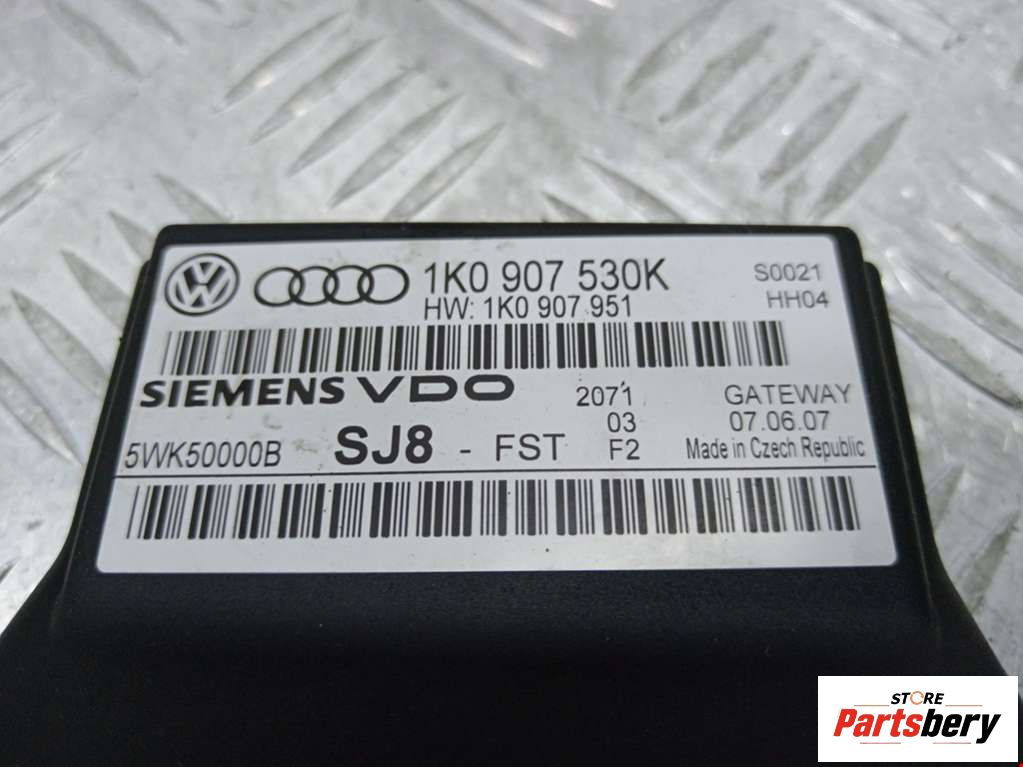 1K0 907 530K S0021
HW: 1K0 907 951 HH04
SIEMENS VDO 2071 GATEWAY
03 07.06.07
5WK50000B SJ8 - FST F2 Made in Czech Republic
STORE
Partsbery